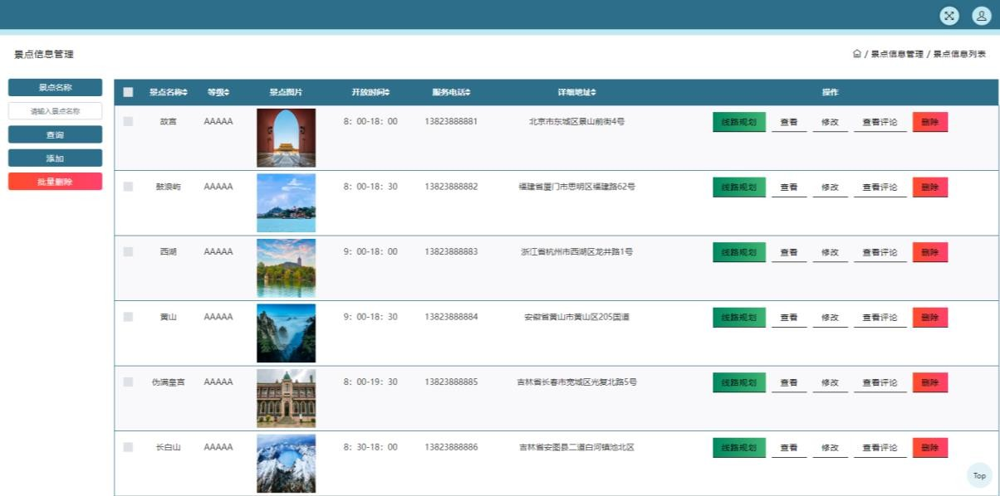 景点信息管理
/ 景点信息管理 / 景点信息列表
景点名称
请输入景点名称
查询
添加
批量删除
景点名称 等级 景点图片 开放时间 服务电话 详细地址 操作
故宫 AAAAA 8：00-18：00 13823888881 北京市东城区景山前街4号 线路规划 查看 修改 查看评论 删除
鼓浪屿 AAAAA 8：00-18：30 13823888882 福建省厦门市思明区福建路62号 线路规划 查看 修改 查看评论 删除
西湖 AAAAA 9：00-18：00 13823888883 浙江省杭州市西湖区龙井路1号 线路规划 查看 修改 查看评论 删除
黄山 AAAAA 9：00-18：30 13823888884 安徽省黄山市黄山区205国道 线路规划 查看 修改 查看评论 删除
伪满皇宫 AAAAA 8：00-19：30 13823888885 吉林省长春市宽城区光复北路5号 线路规划 查看 修改 查看评论 删除
长白山 AAAAA 8：30-18：00 13823888886 吉林省安图县二道白河镇池北区 线路规划 查看 修改 查看评论 删除
Top